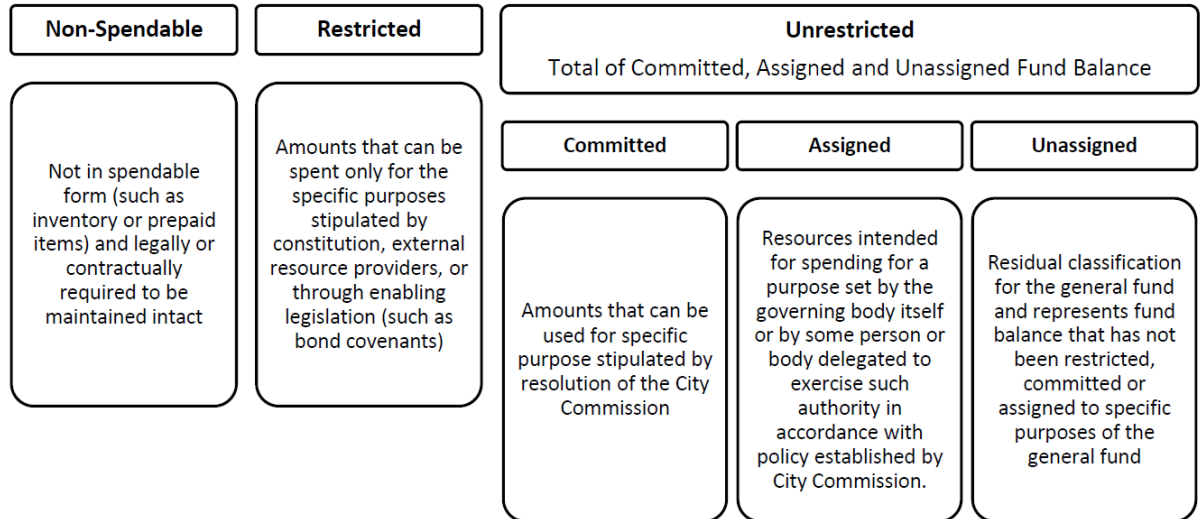 Non-Spendable
Not in spendable
form (such as
inventory or prepaid
items) and legally or
contractually
required to be
maintained intact
Restricted
Amounts that can be
spent only for the
specific purposes
stipulated by
constitution, external
resource providers, or
through enabling
legislation (such as
bond covenants)
Unrestricted
Total of Committed, Assigned and Unassigned Fund Balance
Committed
Amounts that can be
used for specific
purpose stipulated by
resolution of the City
Commission
Assigned
Resources intended
for spending for a
purpose set by the
governing body itself
or by some person or
body delegated to
exercise such
authority in
accordance with
policy established by
City Commission.
Unassigned
Residual classification
for the general fund
and represents fund
balance that has not
been restricted,
committed or
assigned to specific
purposes of the
general fund